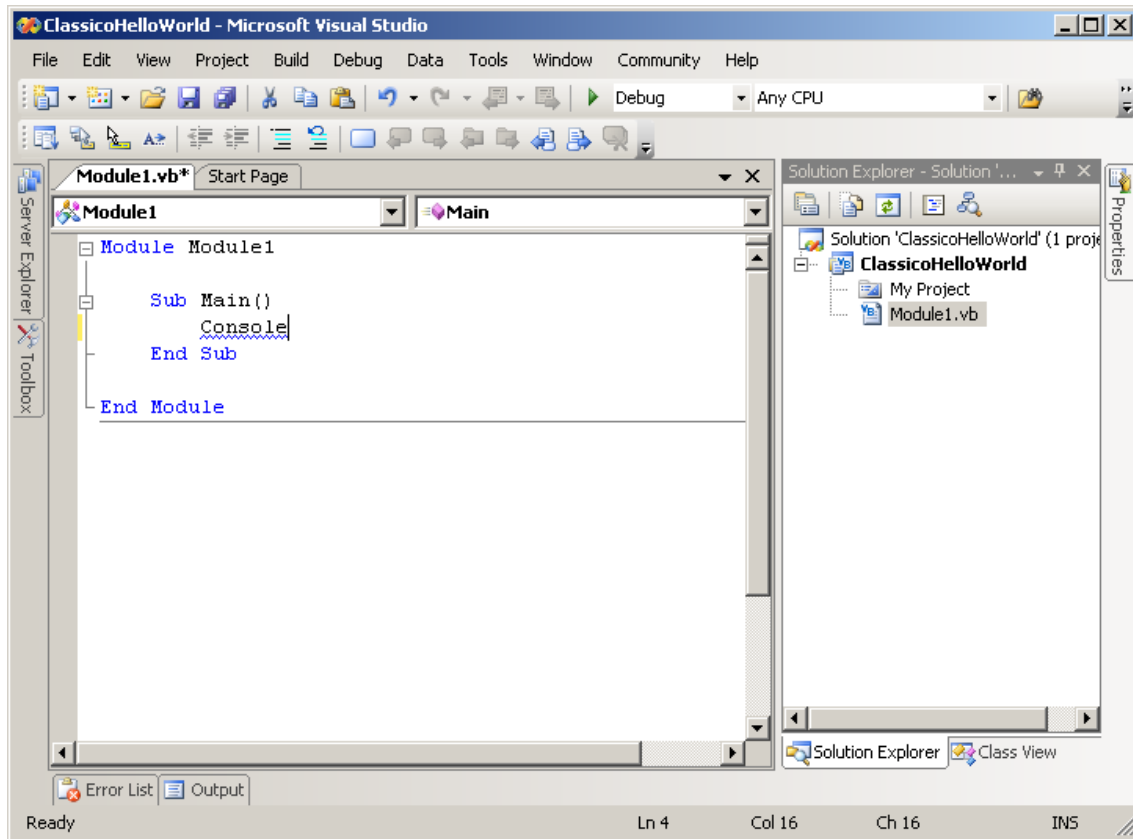 ClassicoHelloWorld - Microsoft Visual Studio
File Edit View Project Build Debug Data Tools Window Community Help
Debug Any CPU
Module1.vb* Start Page
Module1 Main
Module Module1
Sub Main()
Console
End Sub
End Module
Server Explorer
Toolbox
Solution Explorer - Solution '...
Solution 'ClassicoHelloWorld' (1 proje
ClassicoHelloWorld
My Project
Module1.vb
Properties
Solution Explorer Class View
Error List Output
Ready Ln 4 Col 16 Ch 16 INS